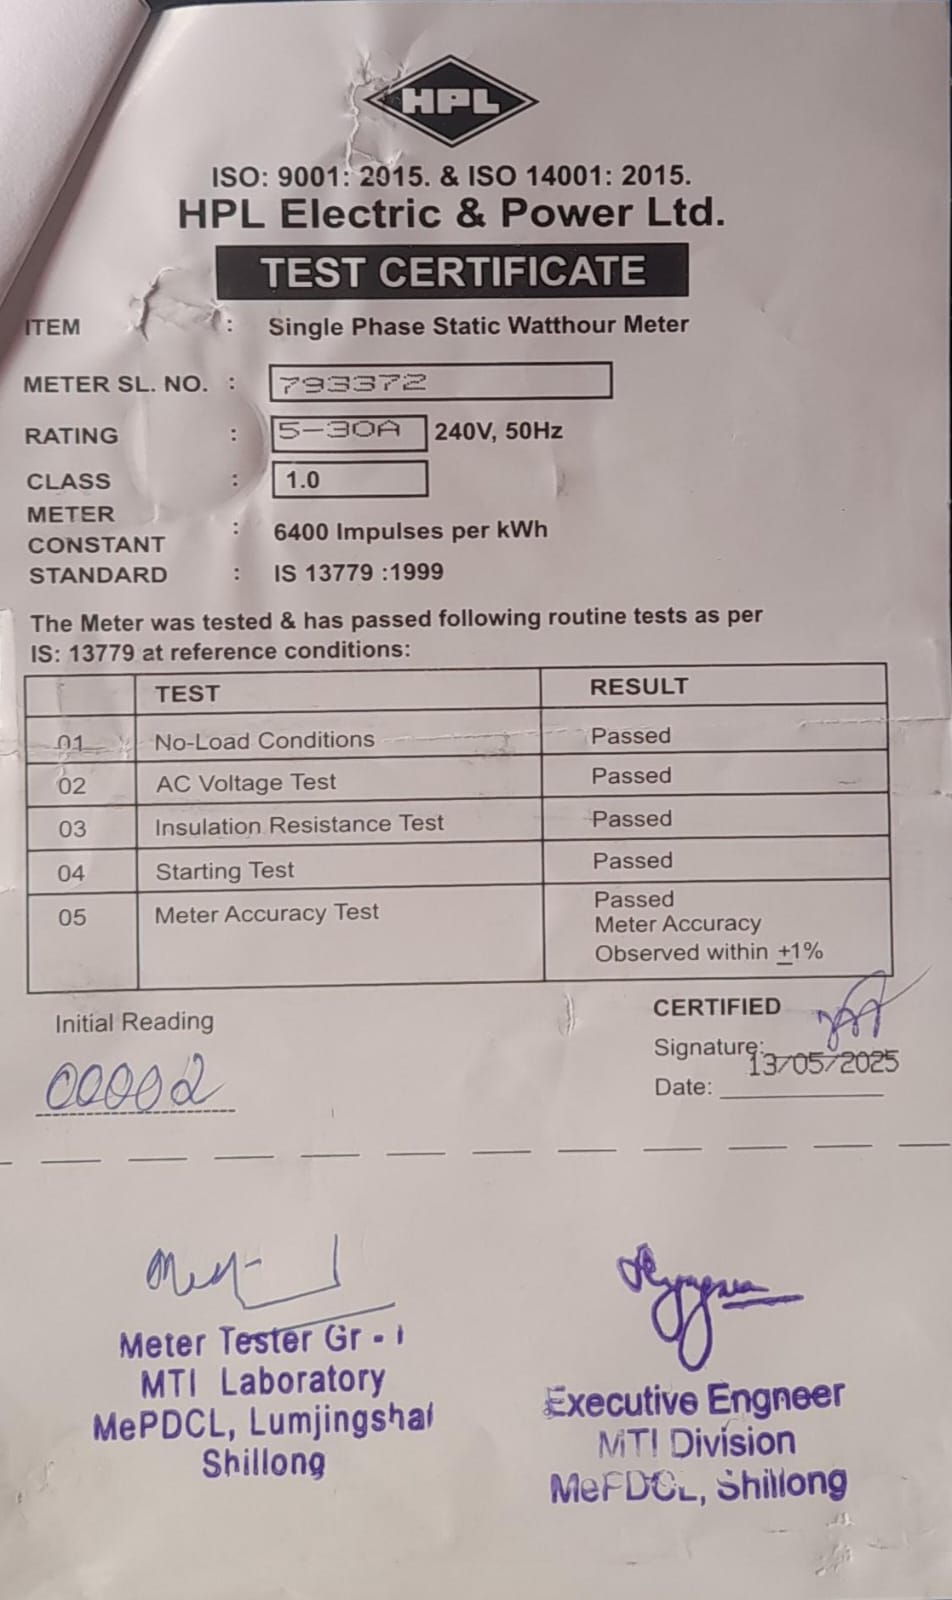 HPL
ISO: 9001: 2015. & ISO 14001: 2015.
HPL Electric & Power Ltd.
TEST CERTIFICATE
ITEM : Single Phase Static Watthour Meter
METER SL. NO. : 793372
RATING : 5-30A 240V, 50Hz
CLASS : 1.0
METER
CONSTANT : 6400 Impulses per kWh
STANDARD : IS 13779 :1999
The Meter was tested & has passed following routine tests as per
IS: 13779 at reference conditions:
TEST RESULT
01 No-Load Conditions Passed
02 AC Voltage Test Passed
03 Insulation Resistance Test Passed
04 Starting Test Passed
05 Meter Accuracy Test Passed
Meter Accuracy
Observed within ±1%
Initial Reading
00002
CERTIFIED
Signature:
13/05/2025
Date:
Meter Tester Gr - I
MTI Laboratory
MePDCL, Lumjingshai
Shillong
Executive Engneer
MTI Division
MePDCL, Shillong